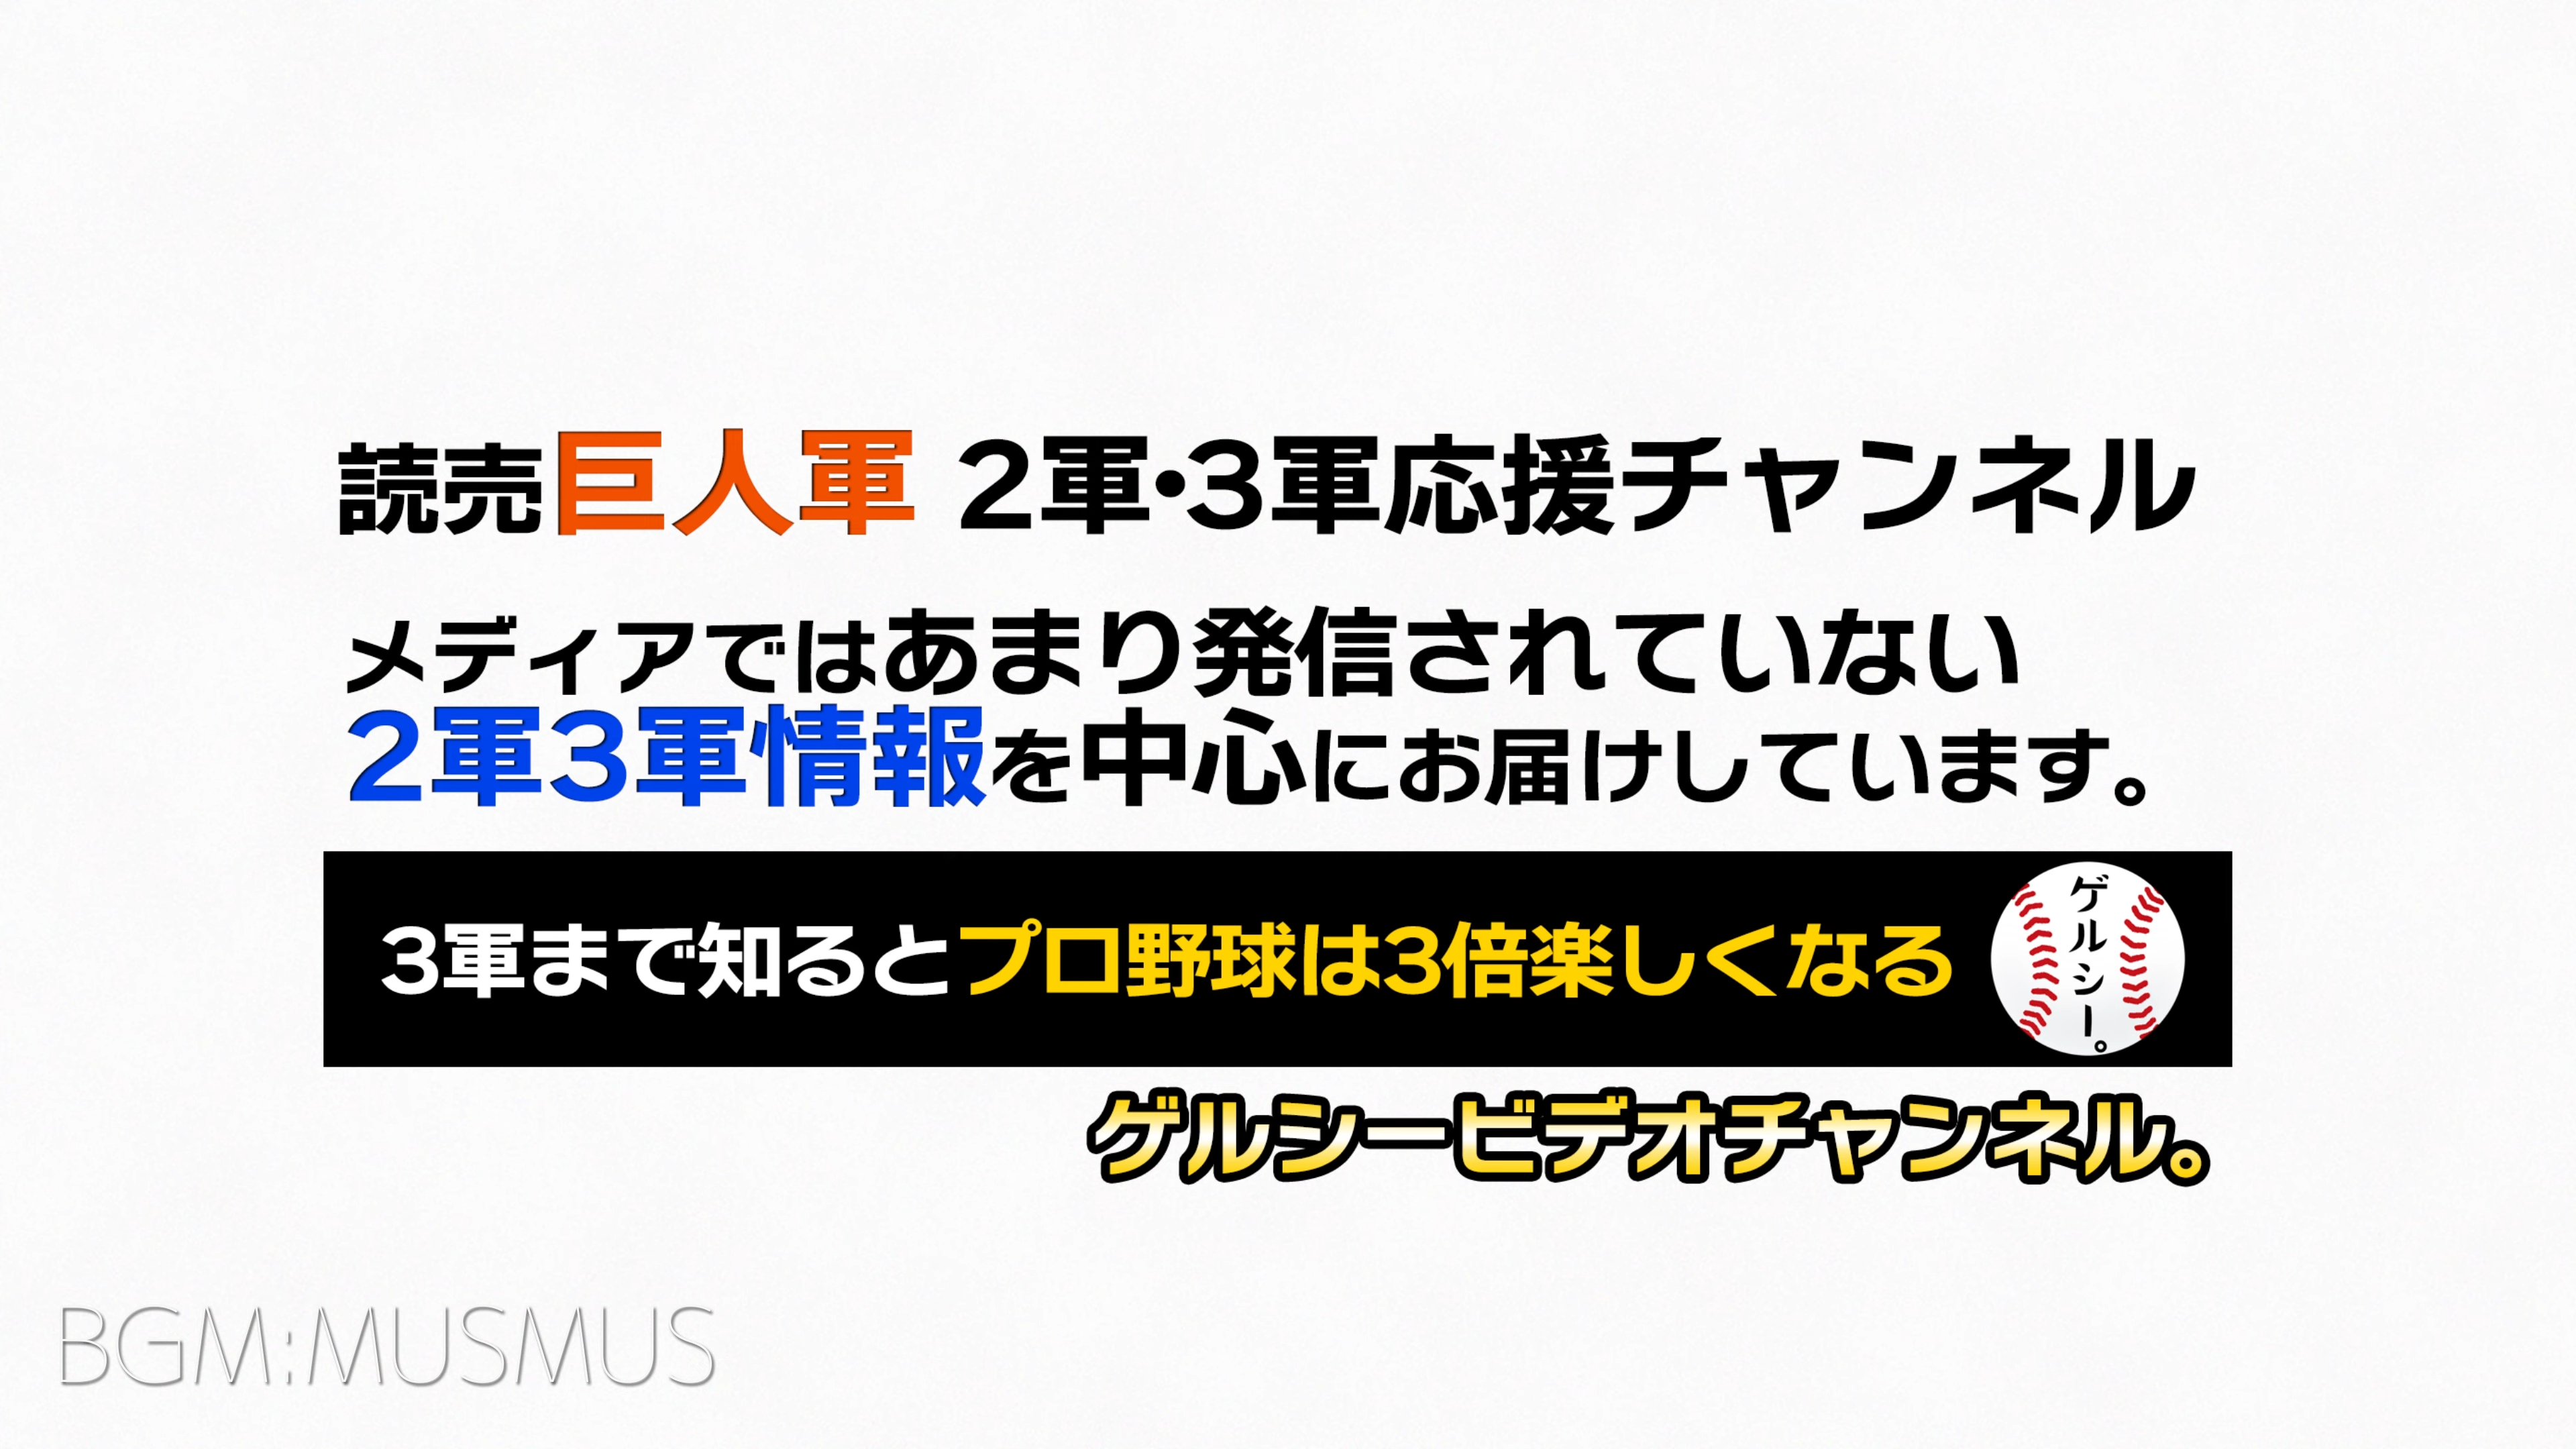 読売巨人軍 2軍・3軍応援チャンネル
メディアではあまり発信されていない
2軍3軍情報を中心にお届けしています。
3軍まで知るとプロ野球は3倍楽しくなる
ゲルシー。
ゲルシービデオチャンネル。
BGM:MUSMUS